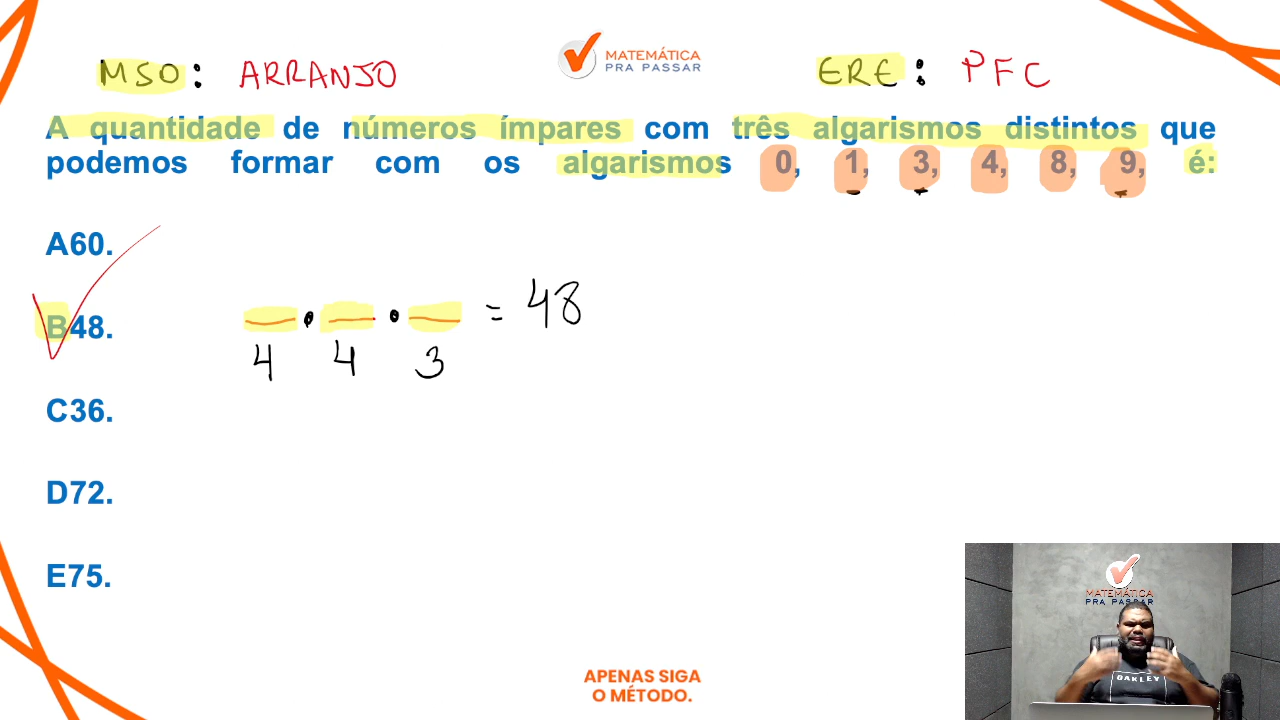 MSO: ARRANJO
MATEMÁTICA
PRA PASSAR
ERE: PFC
A quantidade de números ímpares com três algarismos distintos que
podemos formar com os algarismos 0, 1, 3, 4, 8, 9, é:
A60.
B48.
C36.
D72.
E75.
_ . _ . _ = 48
4 4 3
MATEMÁTICA
PRA PASSAR
OAKLEY
APENAS SIGA
O MÉTODO.